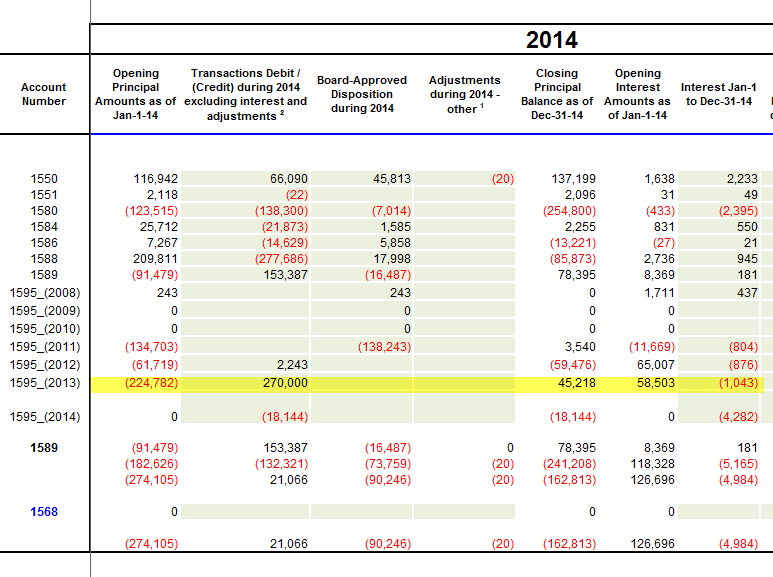 2014
Account Number
Opening Principal Amounts as of Jan-1-14
Transactions Debit / (Credit) during 2014 excluding interest and adjustments 2
Board-Approved Disposition during 2014
Adjustments during 2014 - other 1
Closing Principal Balance as of Dec-31-14
Opening Interest Amounts as of Jan-1-14
Interest Jan-1 to Dec-31-14
1550 116,942 66,090 45,813 (20) 137,199 1,638 2,233
1551 2,118 (22) 2,096 31 49
1580 (123,515) (138,300) (7,014) (254,800) (433) (2,395)
1584 25,712 (21,873) 1,585 2,255 831 550
1586 7,267 (14,629) 5,858 (13,221) (27) 21
1588 209,811 (277,686) 17,998 (85,873) 2,736 945
1589 (91,479) 153,387 (16,487) 78,395 8,369 181
1595_(2008) 243 243 0 1,711 437
1595_(2009) 0 0 0 0
1595_(2010) 0 0 0 0
1595_(2011) (134,703) (138,243) 3,540 (11,669) (804)
1595_(2012) (61,719) 2,243 (59,476) 65,007 (876)
1595_(2013) (224,782) 270,000 45,218 58,503 (1,043)
1595_(2014) 0 (18,144) (18,144) 0 (4,282)
1589 (91,479) 153,387 (16,487) 0 78,395 8,369 181
(182,626) (132,321) (73,759) (20) (241,208) 118,328 (5,165)
(274,105) 21,066 (90,246) (20) (162,813) 126,696 (4,984)
1568 0 0 0
(274,105) 21,066 (90,246) (20) (162,813) 126,696 (4,984)